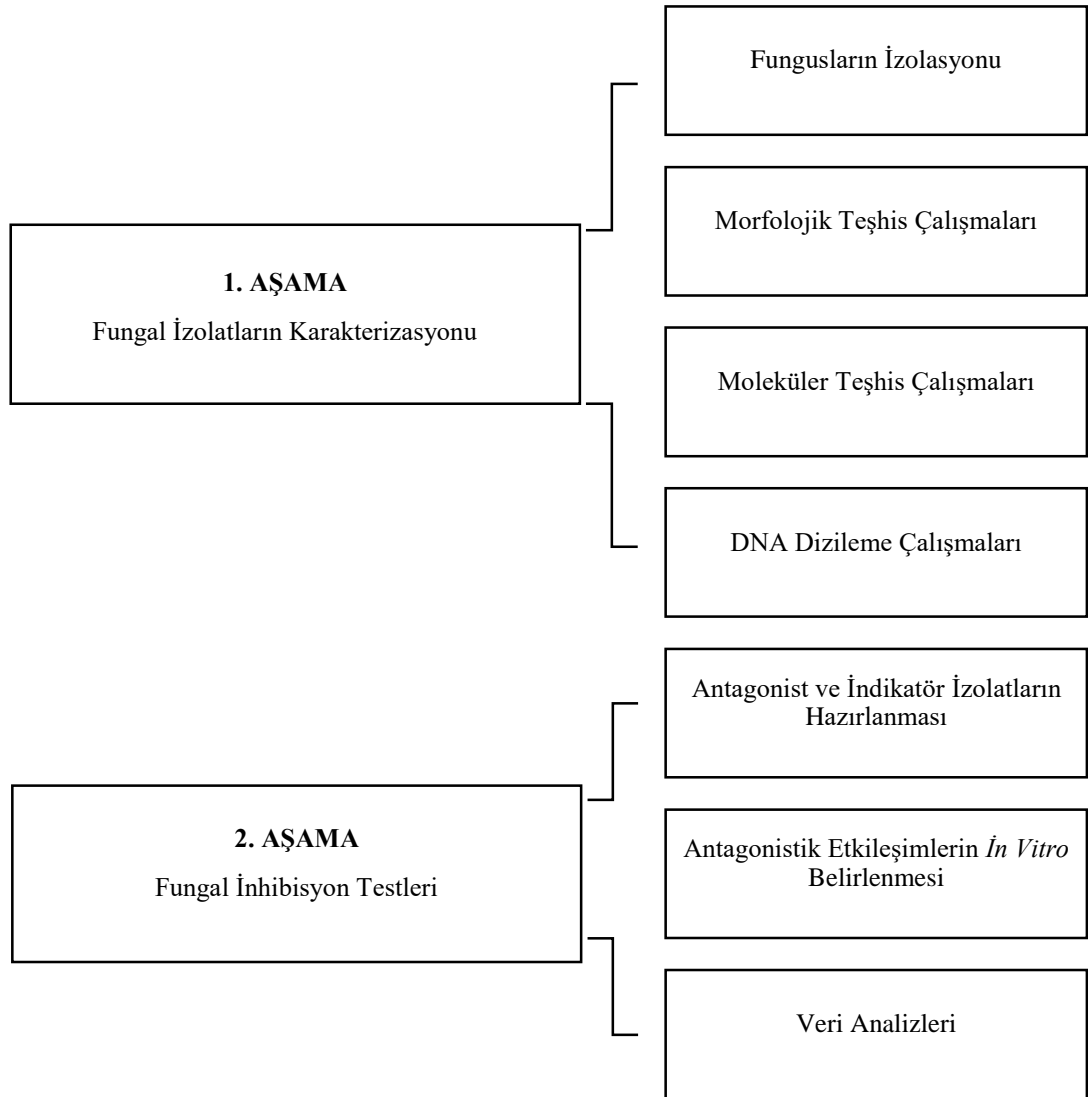 Fungusların İzolasyonu
Morfolojik Teşhis Çalışmaları
1. AŞAMA
Fungal İzolatların Karakterizasyonu
Moleküler Teşhis Çalışmaları
DNA Dizileme Çalışmaları
Antagonist ve İndikatör İzolatların
Hazırlanması
2. AŞAMA
Fungal İnhibisyon Testleri
Antagonistik Etkileşimlerin İn Vitro
Belirlenmesi
Veri Analizleri